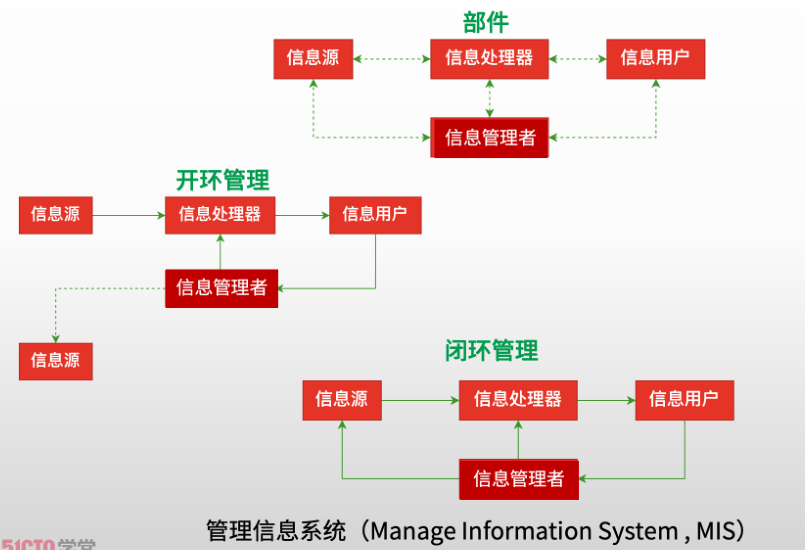 部件
信息源
信息处理器
信息用户
信息管理者
开环管理
信息源
信息处理器
信息用户
信息管理者
信息源
闭环管理
信息源
信息处理器
信息用户
信息管理者
管理信息系统（Manage Information System , MIS）
51CTO学堂